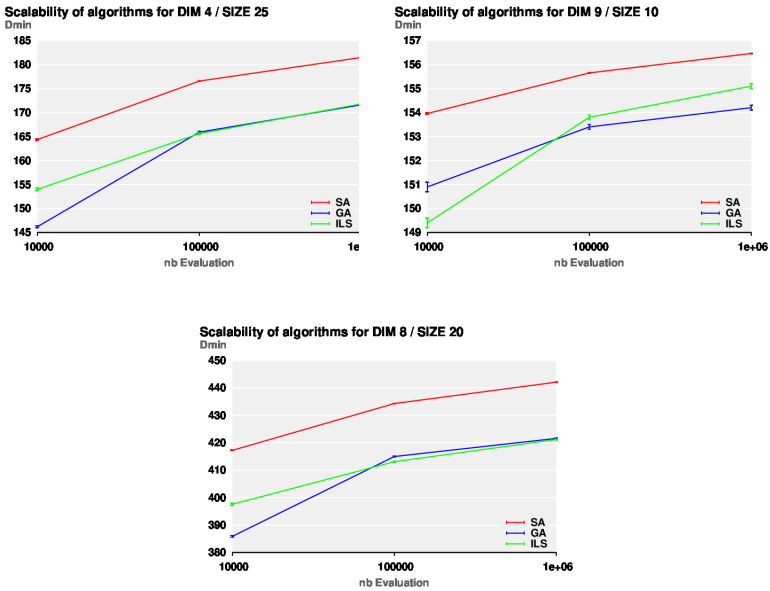 Scalability of algorithms for DIM 4 / SIZE 25
Dmin
185
180
175
170
165
160
155
150
145
SA
GA
ILS
10000 100000 1e
nb Evaluation
Scalability of algorithms for DIM 9 / SIZE 10
Dmin
157
156
155
154
153
152
151
150
149
SA
GA
ILS
10000 100000 1e+06
nb Evaluation
Scalability of algorithms for DIM 8 / SIZE 20
Dmin
450
440
430
420
410
400
390
380
SA
GA
ILS
10000 100000 1e+06
nb Evaluation